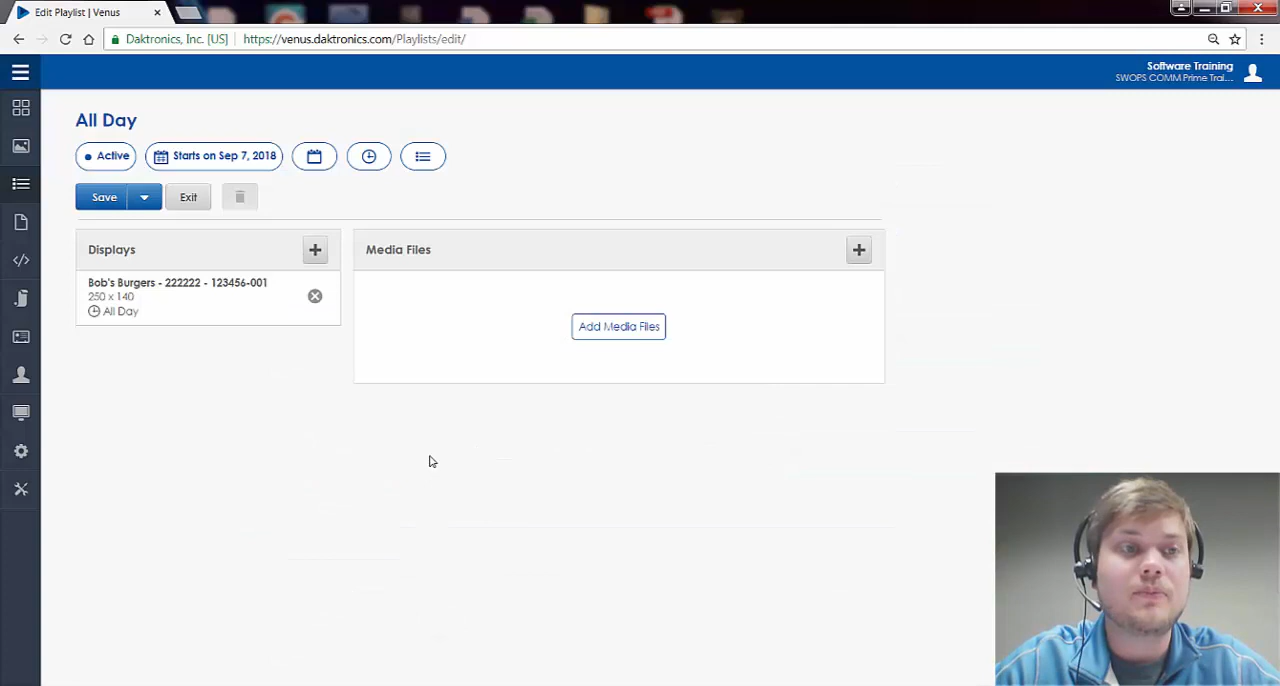 Edit Playlist | Venus
Daktronics, Inc. [US] https://venus.daktronics.com/Playlists/edit/
Software Training
SWOPS COMM Prime Trai...
All Day
Active Starts on Sep 7, 2018
Save Exit
Displays Media Files
Bob's Burgers - 222222 - 123456-001
250 x 140
All Day
Add Media Files